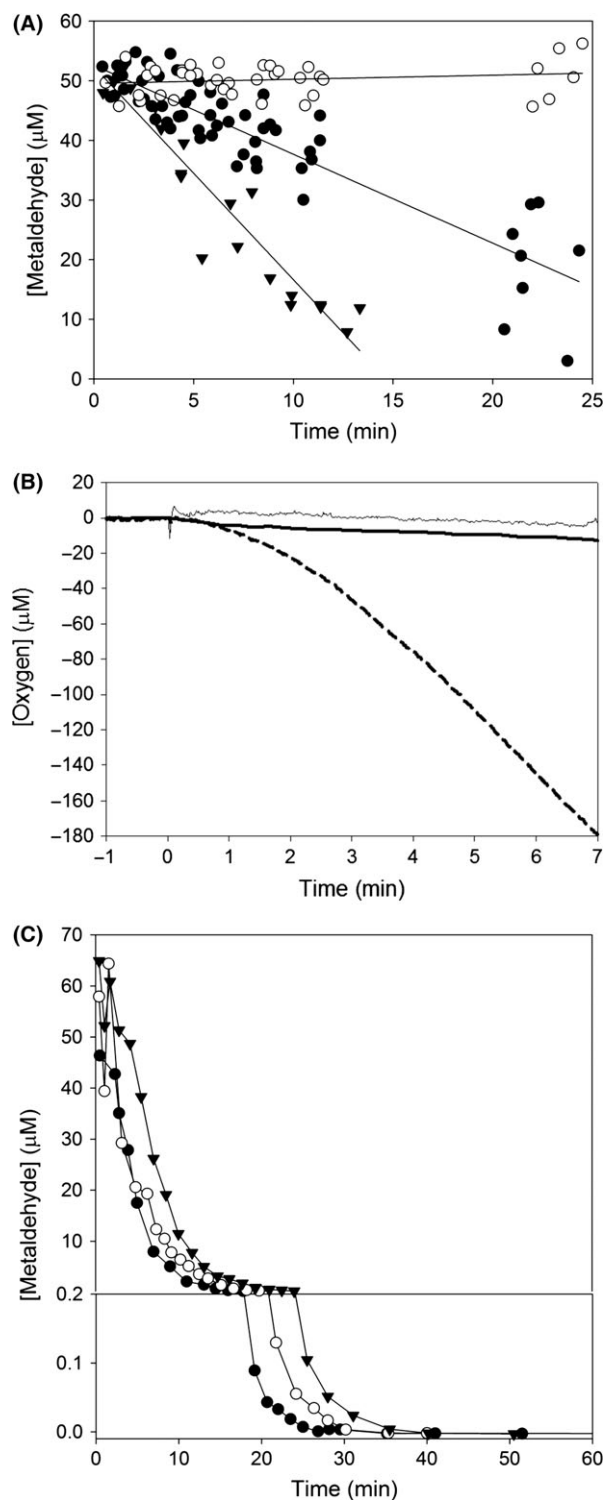 (A)
[Metaldehyde] (µM)
60
50
40
30
20
10
0
0 5 10 15 20 25
Time (min)
(B)
[Oxygen] (µM)
20
0
−20
−40
−60
−80
−100
−120
−140
−160
−180
−1 0 1 2 3 4 5 6 7
Time (min)
(C)
[Metaldehyde] (µM)
70
60
50
40
30
20
10
0.2
0.1
0.0
0 10 20 30 40 50 60
Time (min)